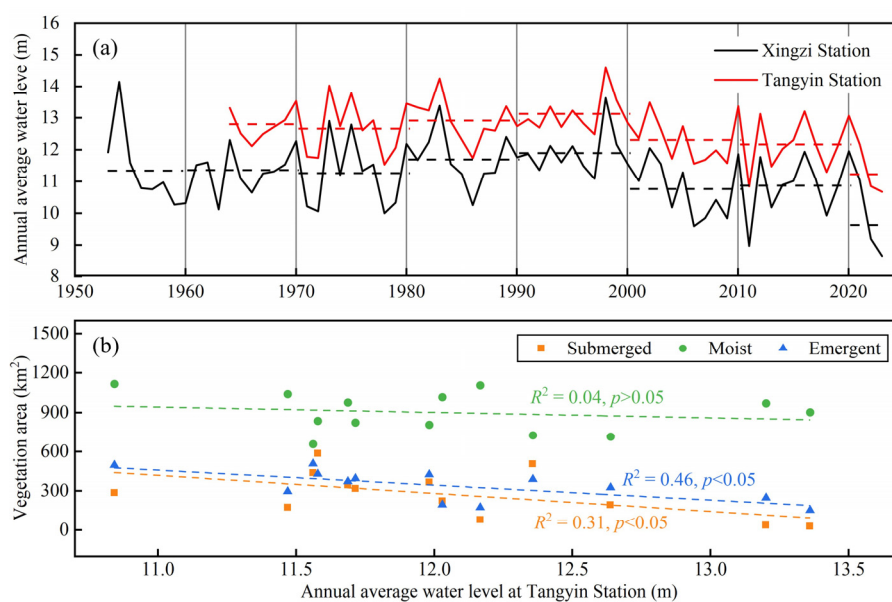 (a)
Xingzi Station
Tangyin Station
Annual average water leve (m)
16
15
14
13
12
11
10
9
8
1950
1960
1970
1980
1990
2000
2010
2020
(b)
Submerged
Moist
Emergent
Vegetation area (km²)
1500
1200
900
600
300
0
R² = 0.04, p>0.05
R² = 0.46, p<0.05
R² = 0.31, p<0.05
11.0
11.5
12.0
12.5
13.0
13.5
Annual average water level at Tangyin Station (m)